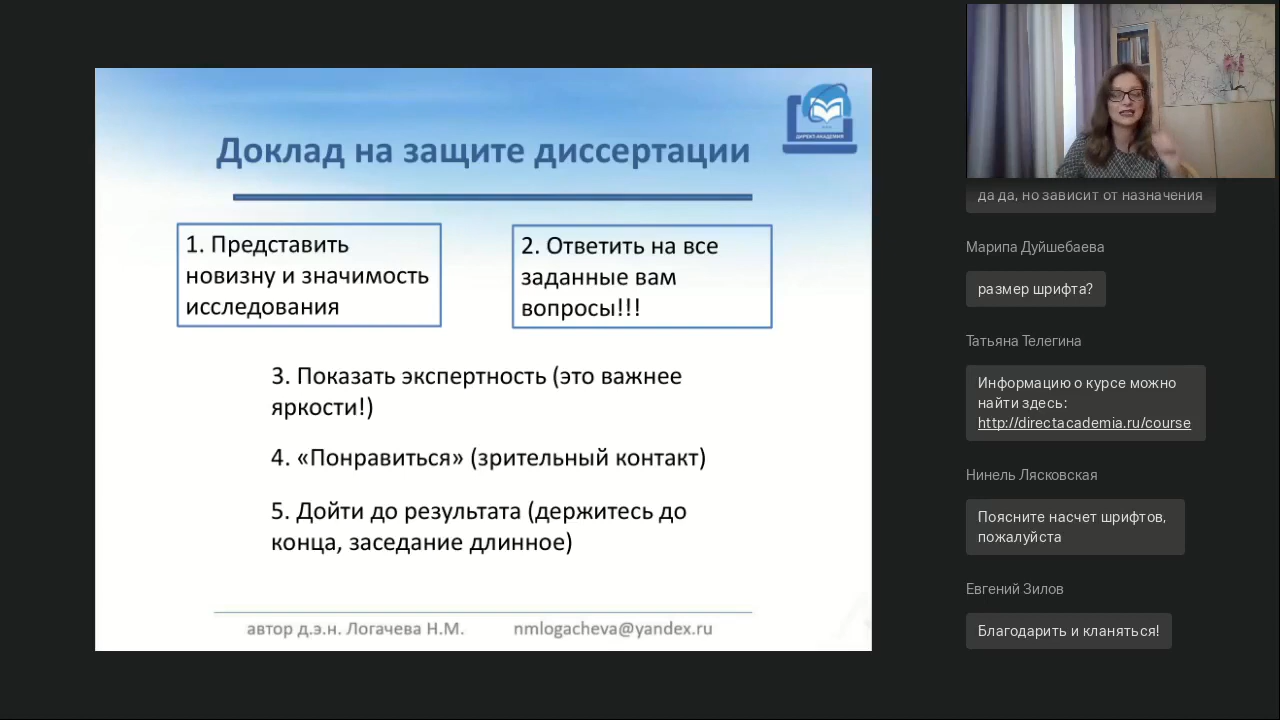 ДИРЕКТ-АКАДЕМИЯ
Доклад на защите диссертации
1. Представить
новизну и значимость
исследования
2. Ответить на все
заданные вам
вопросы!!!
3. Показать экспертность (это важнее
яркости!)
4. «Понравиться» (зрительный контакт)
5. Дойти до результата (держитесь до
конца, заседание длинное)
автор д.э.н. Логачева Н.М.
nmlogacheva@yandex.ru
да да, но зависит от назначения
Марипа Дуйшебаева
размер шрифта?
Татьяна Телегина
Информацию о курсе можно
найти здесь:
http://directacademia.ru/course
Нинель Лясковская
Поясните насчет шрифтов,
пожалуйста
Евгений Зилов
Благодарить и кланяться!